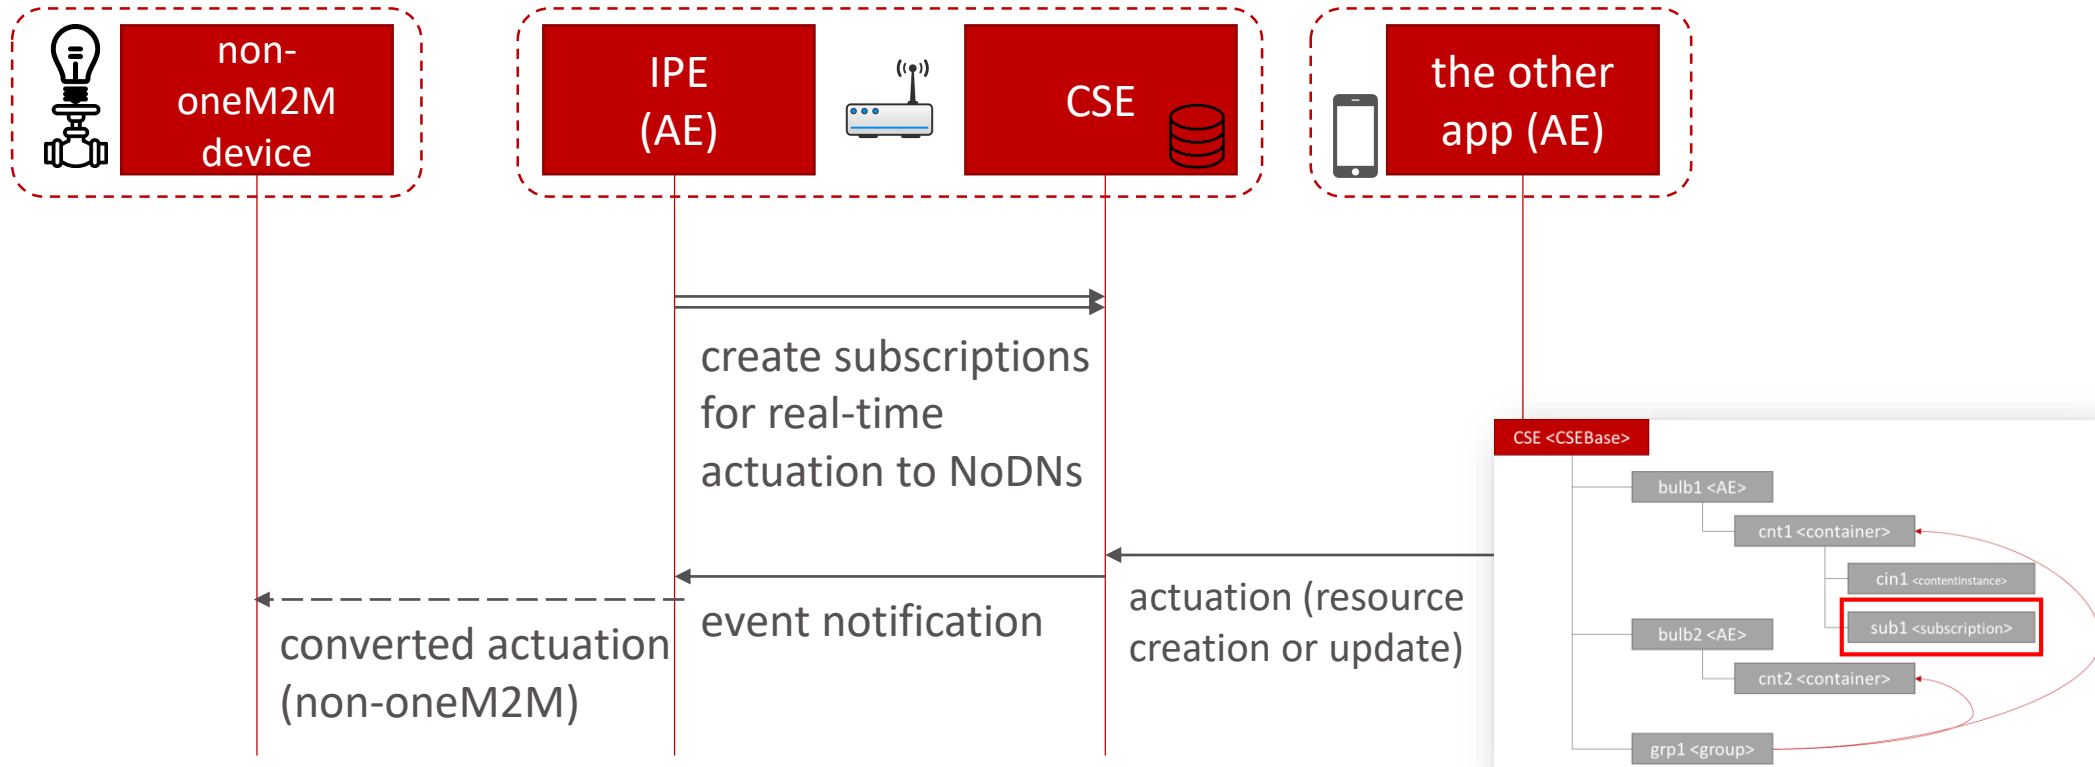 non-
oneM2M
device
IPE
(AE)
CSE
the other
app (AE)
create subscriptions
for real-time
actuation to NoDNs
actuation (resource
creation or update)
event notification
converted actuation
(non-oneM2M)
CSE <CSEBase>
bulb1 <AE>
cnt1 <container>
cin1 <contentInstance>
sub1 <subscription>
bulb2 <AE>
cnt2 <container>
grp1 <group>